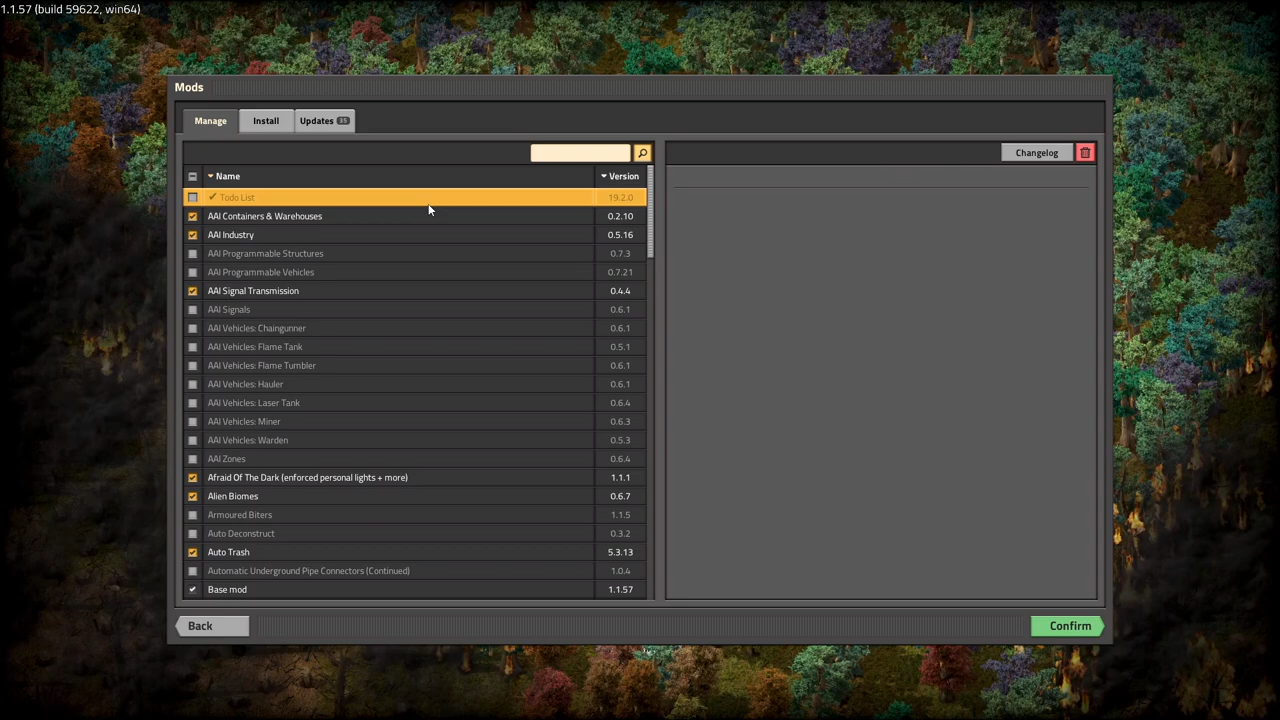 1.1.57 (build 59622, win64)
Mods
Manage Install Updates 35
Changelog
Name Version
✓ Todo List 19.2.0
AAI Containers & Warehouses 0.2.10
AAI Industry 0.5.16
AAI Programmable Structures 0.7.3
AAI Programmable Vehicles 0.7.21
AAI Signal Transmission 0.4.4
AAI Signals 0.6.1
AAI Vehicles: Chaingunner 0.6.1
AAI Vehicles: Flame Tank 0.5.1
AAI Vehicles: Flame Tumbler 0.6.1
AAI Vehicles: Hauler 0.6.1
AAI Vehicles: Laser Tank 0.6.4
AAI Vehicles: Miner 0.6.3
AAI Vehicles: Warden 0.5.3
AAI Zones 0.6.4
Afraid Of The Dark (enforced personal lights + more) 1.1.1
Alien Biomes 0.6.7
Armoured Biters 1.1.5
Auto Deconstruct 0.3.2
Auto Trash 5.3.13
Automatic Underground Pipe Connectors (Continued) 1.0.4
Base mod 1.1.57
Back Confirm